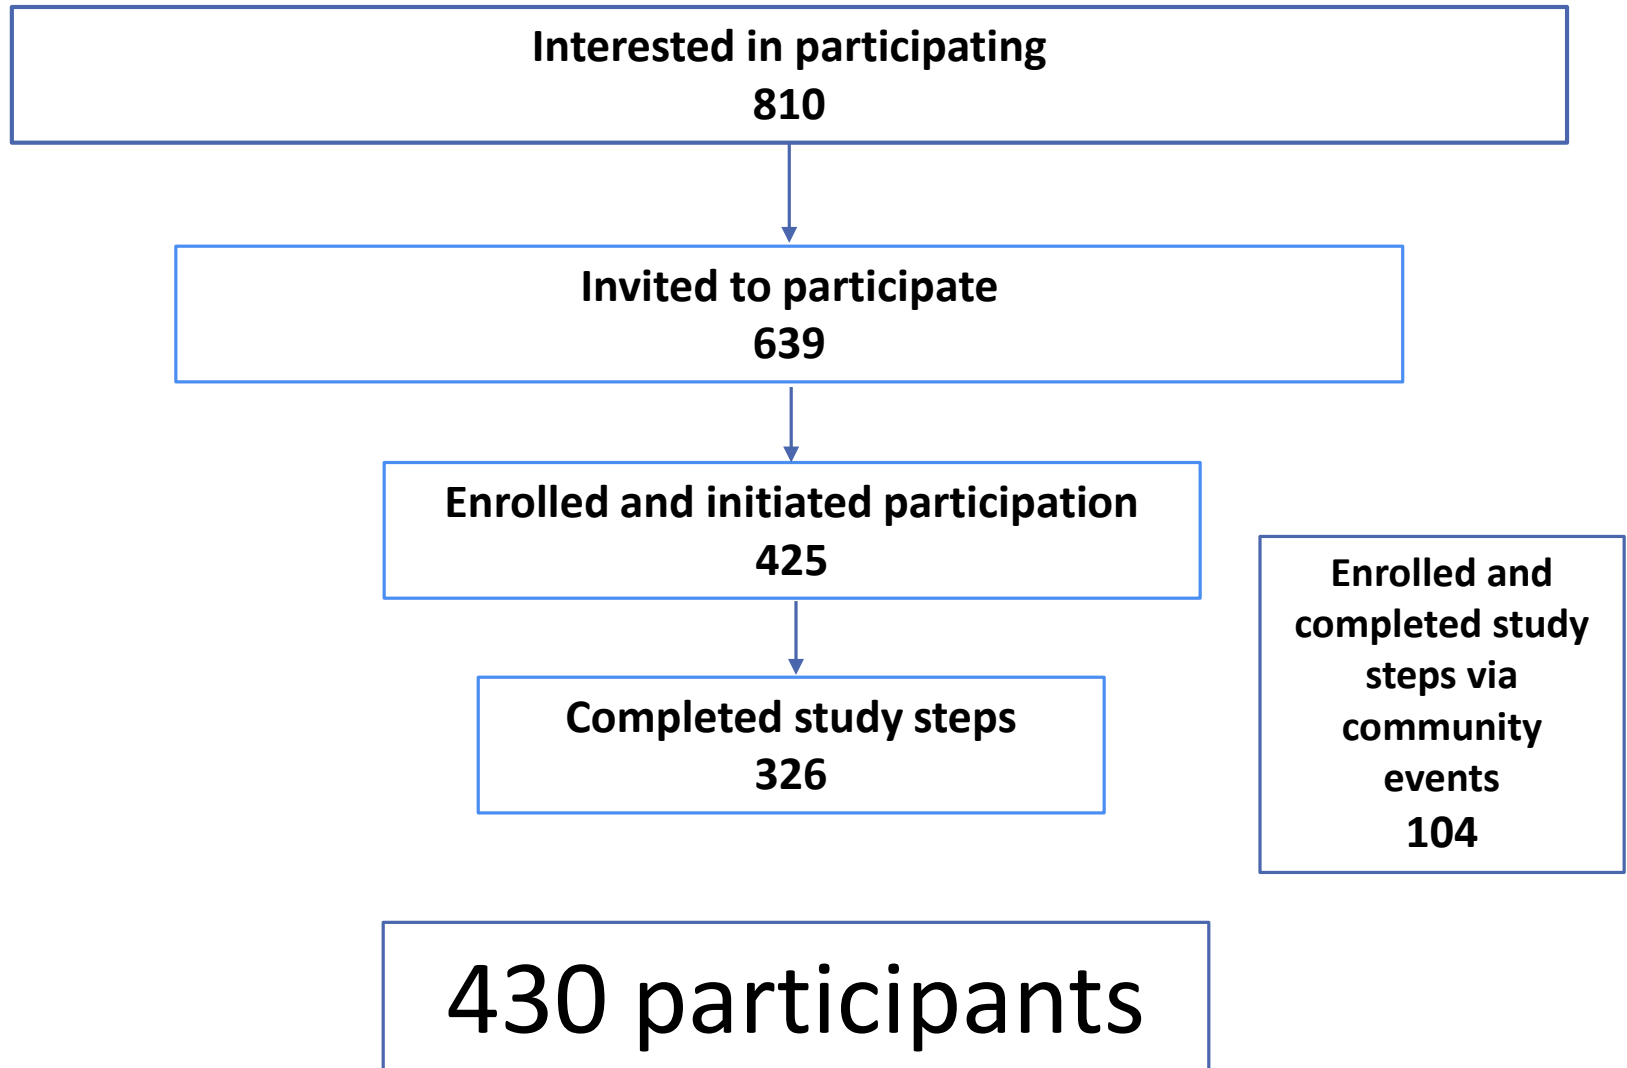 Interested in participating
810
Invited to participate
639
Enrolled and initiated participation
425
Completed study steps
326
Enrolled and
completed study
steps via
community
events
104
430 participants